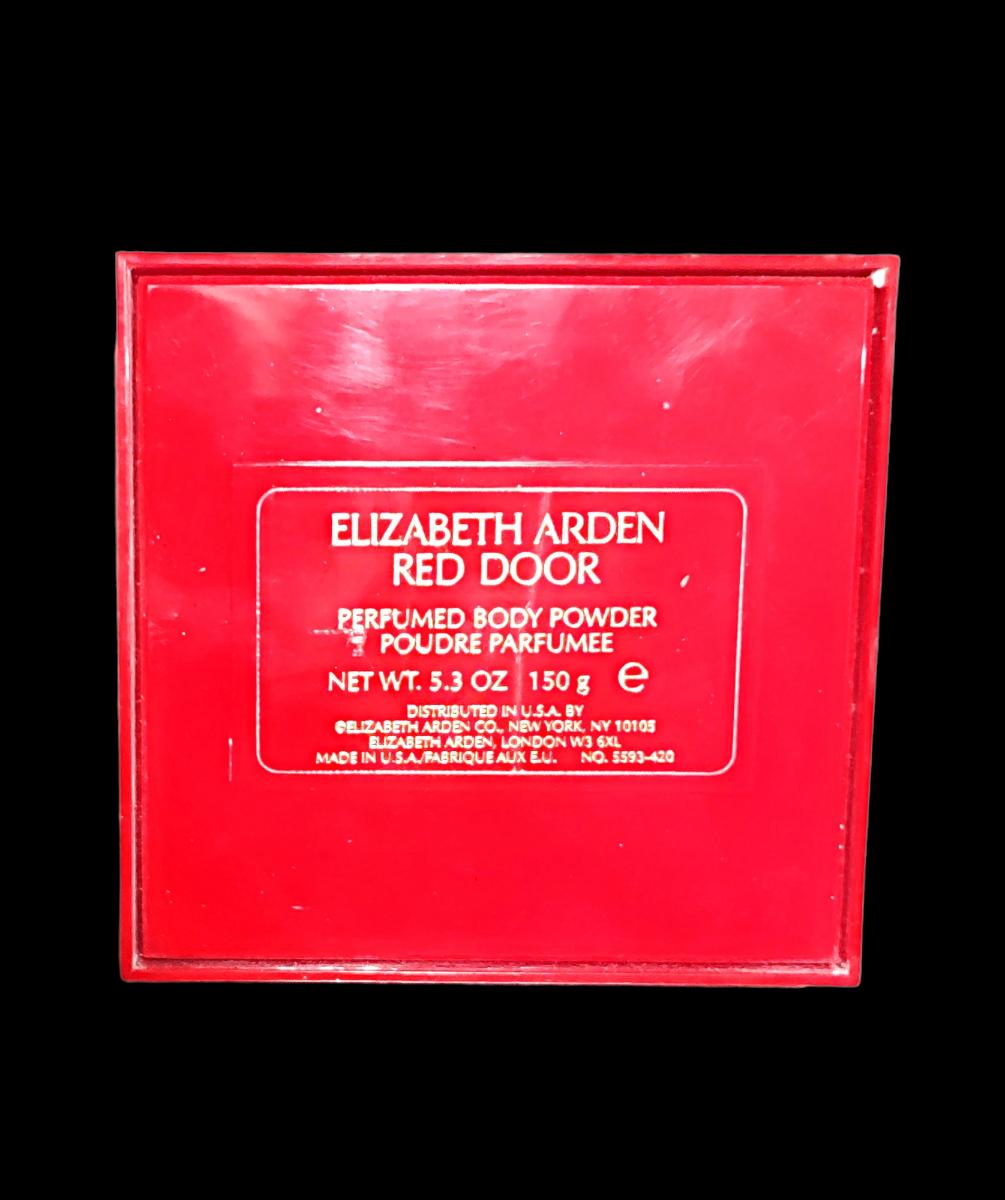 ELIZABETH ARDEN
RED DOOR
PERFUMED BODY POWDER
POUDRE PARFUMEE
NET WT. 5.3 OZ 150 g ℮
DISTRIBUTED IN U.S.A. BY
©ELIZABETH ARDEN CO., NEW YORK, NY 10105
ELIZABETH ARDEN, LONDON W3 6XL
MADE IN U.S.A./FABRIQUE AUX E.U. NO. 5593-420